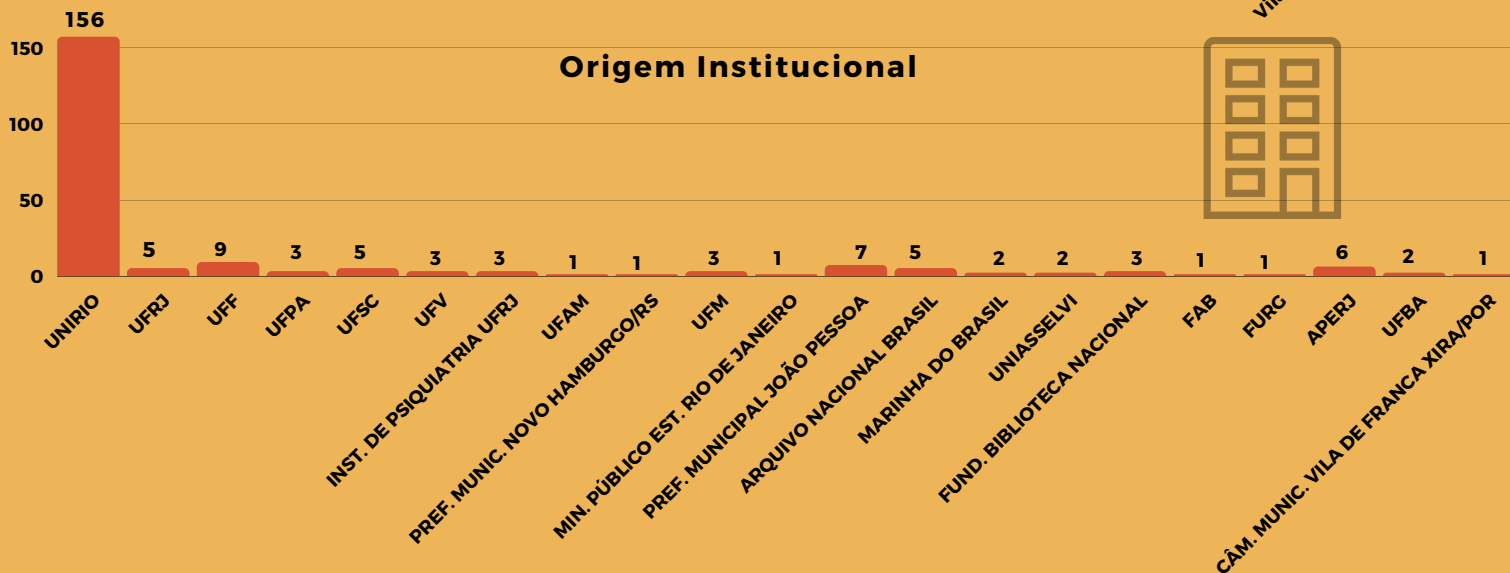 Origem Institucional
150
100
50
0
156
5
9
3
5
3
3
1
1
3
1
7
5
2
2
3
1
1
6
2
1
UNIRIO
UFRJ
UFF
UFPA
UFSC
UFV
INST. DE PSIQUIATRIA UFRJ
UFAM
PREF. MUNIC. NOVO HAMBURGO/RS
UFM
MIN. PÚBLICO EST. RIO DE JANEIRO
PREF. MUNICIPAL JOÃO PESSOA
ARQUIVO NACIONAL BRASIL
MARINHA DO BRASIL
UNIASSELVI
FUND. BIBLIOTECA NACIONAL
FAB
FURG
APERJ
UFBA
CÂM. MUNIC. VILA DE FRANCA XIRA/POR